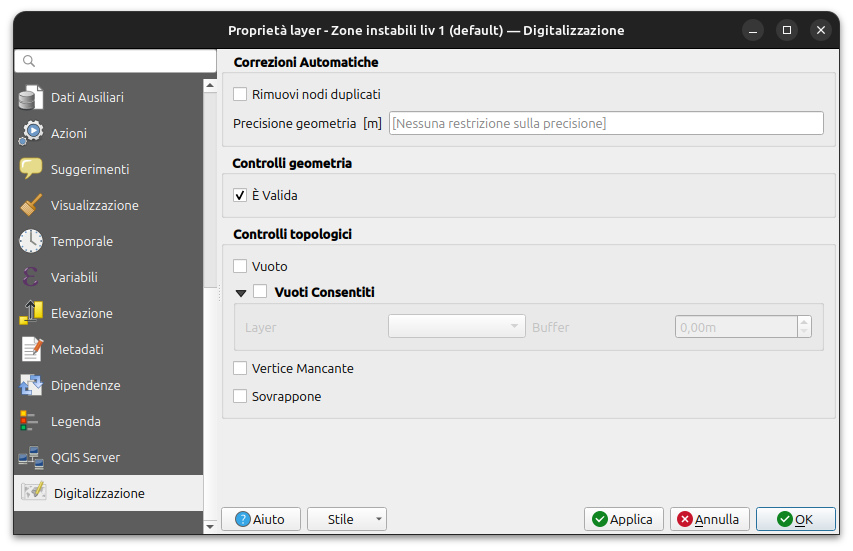 Proprietà layer - Zone instabili liv 1 (default) — Digitalizzazione
Dati Ausiliari
Azioni
Suggerimenti
Visualizzazione
Temporale
Variabili
Elevazione
Metadati
Dipendenze
Legenda
QGIS Server
Digitalizzazione
Correzioni Automatiche
Rimuovi nodi duplicati
Precisione geometria [m] [Nessuna restrizione sulla precisione]
Controlli geometria
È Valida
Controlli topologici
Vuoto
Vuoti Consentiti
Layer Buffer 0,00m
Vertice Mancante
Sovrappone
Aiuto Stile Applica Annulla OK